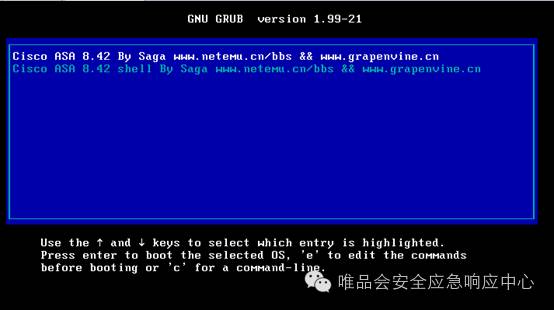 GNU GRUB version 1.99-21
Cisco ASA 8.42 By Saga www.netemu.cn/bbs && www.grapenvine.cn
Cisco ASA 8.42 shell By Saga www.netemu.cn/bbs && www.grapenvine.cn
Use the ↑ and ↓ keys to select which entry is highlighted.
Press enter to boot the selected OS, 'e' to edit the commands
before booting or 'c' for a command-line.
唯品会安全应急响应中心